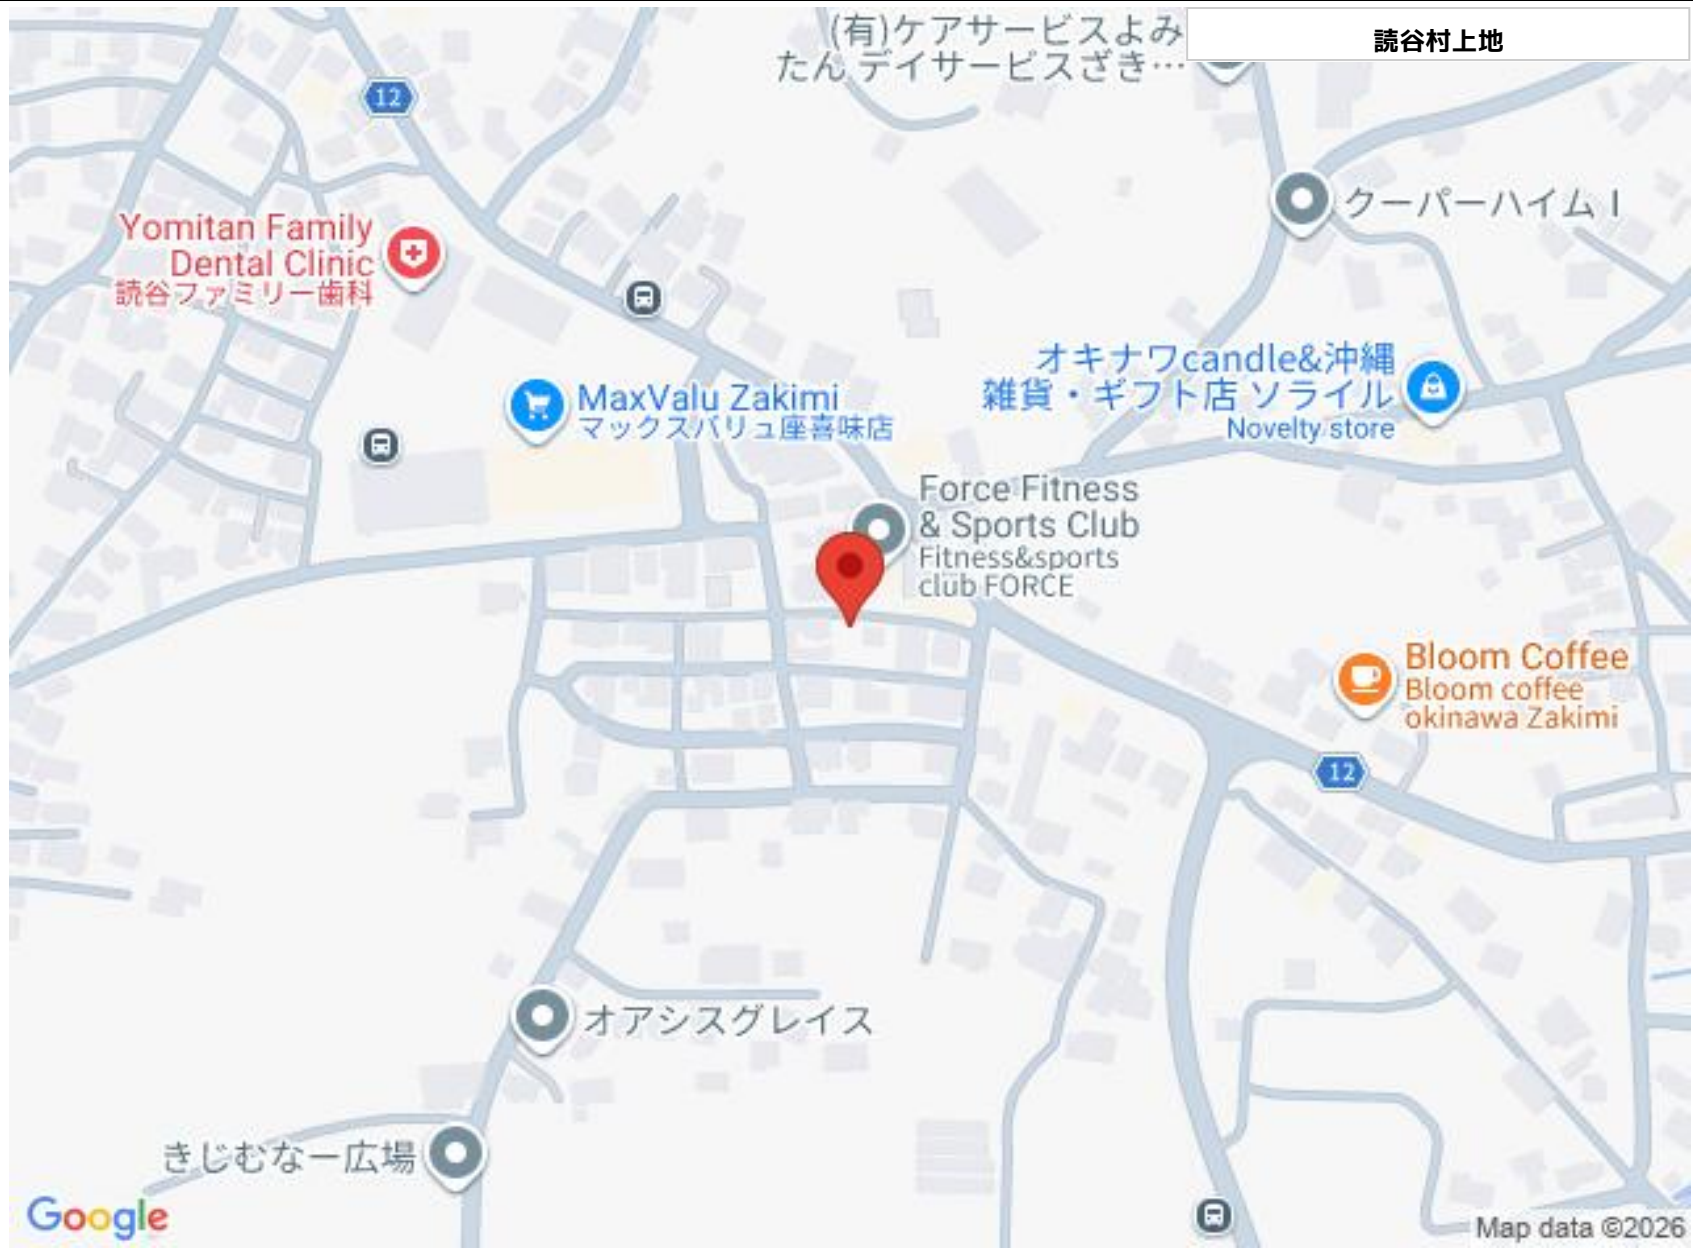 (有)ケアサービスよみ
たん デイサービスざき…
読谷村上地
12
クーパーハイム I
Yomitan Family
Dental Clinic
読谷ファミリー歯科
オキナワcandle&沖縄
雑貨・ギフト店 ソライル
Novelty store
MaxValu Zakimi
マックスバリュ座喜味店
Force Fitness
& Sports Club
Fitness&sports
club FORCE
Bloom Coffee
Bloom coffee
okinawa Zakimi
12
オアシスグレイス
きじむなー広場
Google
Map data ©2026